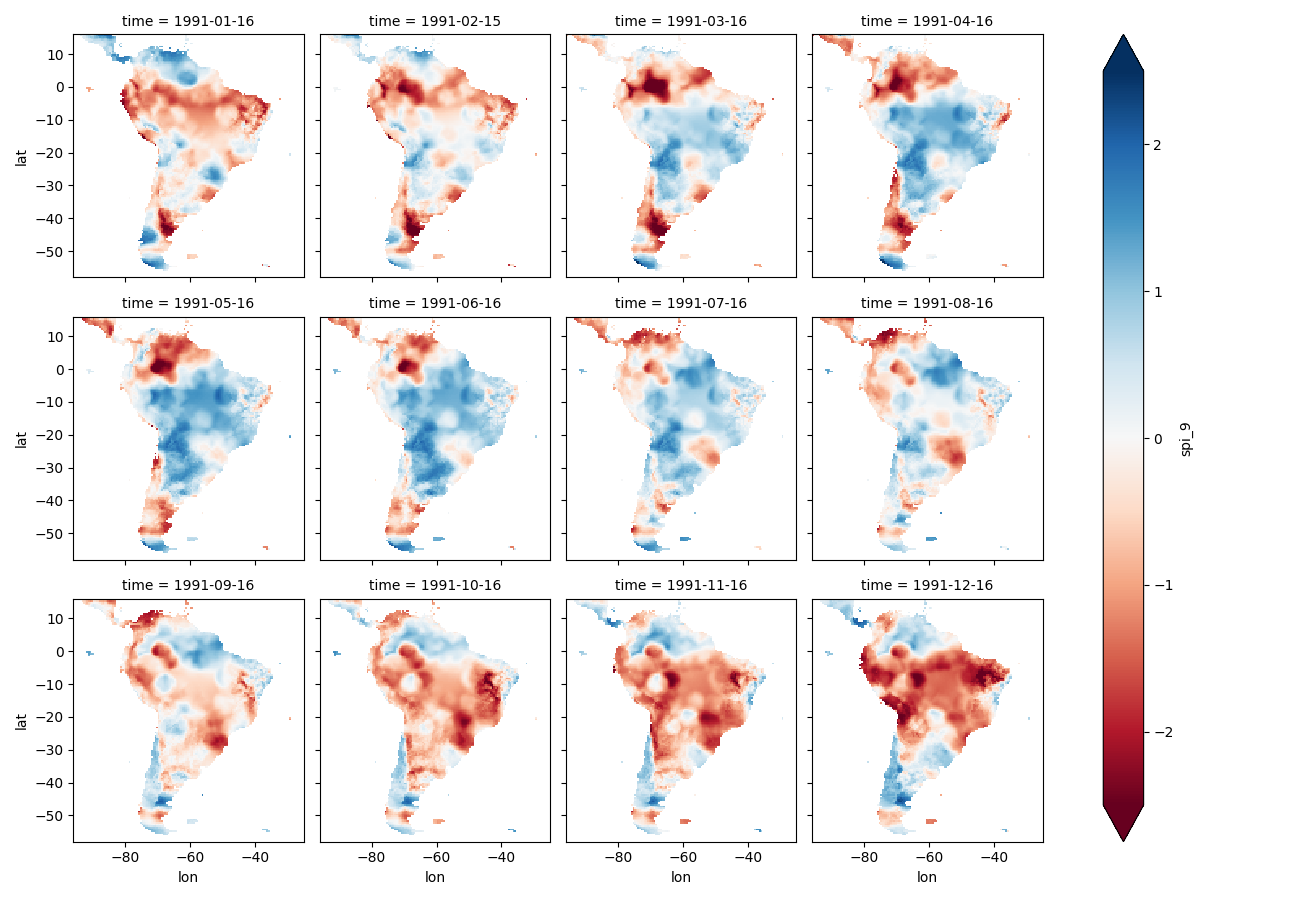 time = 1991-01-16
time = 1991-02-15
time = 1991-03-16
time = 1991-04-16
10
0
−10
−20
−30
−40
−50
lat
time = 1991-05-16
time = 1991-06-16
time = 1991-07-16
time = 1991-08-16
10
0
−10
−20
−30
−40
−50
lat
time = 1991-09-16
time = 1991-10-16
time = 1991-11-16
time = 1991-12-16
10
0
−10
−20
−30
−40
−50
lat
−80
−60
−40
lon
−80
−60
−40
lon
−80
−60
−40
lon
−80
−60
−40
lon
2
1
0
−1
−2
spi_9